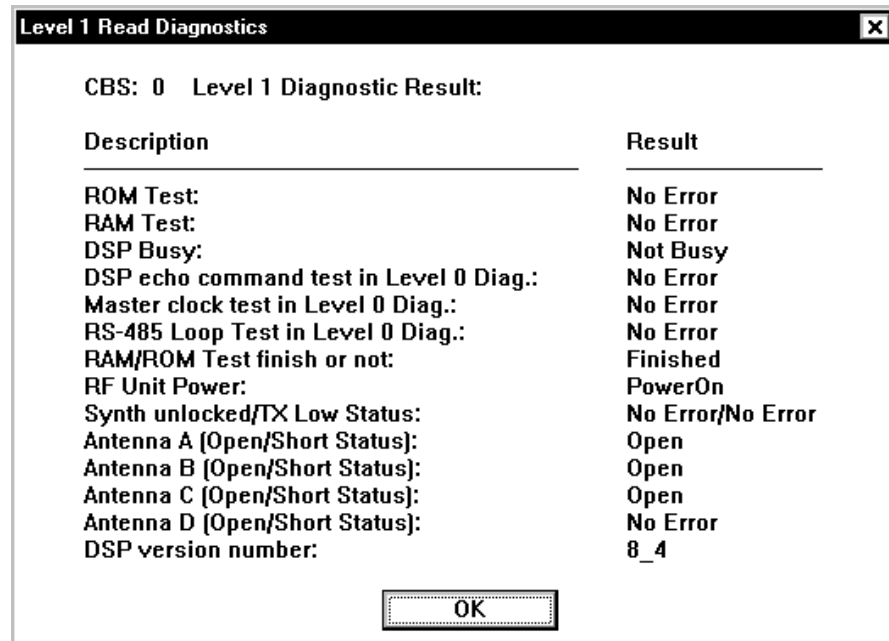 Level 1 Read Diagnostics
CBS: 0 Level 1 Diagnostic Result:
Description Result
ROM Test: No Error
RAM Test: No Error
DSP Busy: Not Busy
DSP echo command test in Level 0 Diag.: No Error
Master clock test in Level 0 Diag.: No Error
RS-485 Loop Test in Level 0 Diag.: No Error
RAM/ROM Test finish or not: Finished
RF Unit Power: PowerOn
Synth unlocked/TX Low Status: No Error/No Error
Antenna A (Open/Short Status): Open
Antenna B (Open/Short Status): Open
Antenna C (Open/Short Status): Open
Antenna D (Open/Short Status): No Error
DSP version number: 8_4
OK